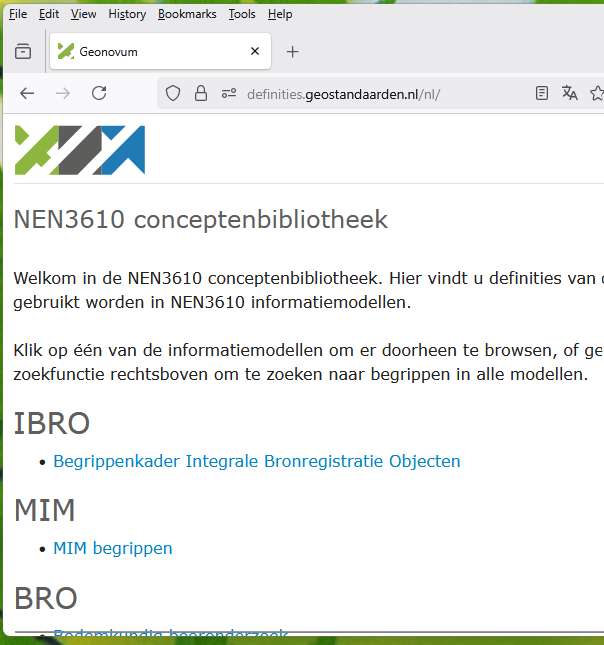 File Edit View History Bookmarks Tools Help
Geonovum
definities.geostandaarden.nl/nl/
NEN3610 conceptenbibliotheek
Welkom in de NEN3610 conceptenbibliotheek. Hier vindt u definities van
gebruikt worden in NEN3610 informatiemodellen.
Klik op één van de informatiemodellen om er doorheen te browsen, of ge
zoekfunctie rechtsboven om te zoeken naar begrippen in alle modellen.
IBRO
• Begrippenkader Integrale Bronregistratie Objecten
MIM
• MIM begrippen
BRO
• Bodemkundig booronderzoek